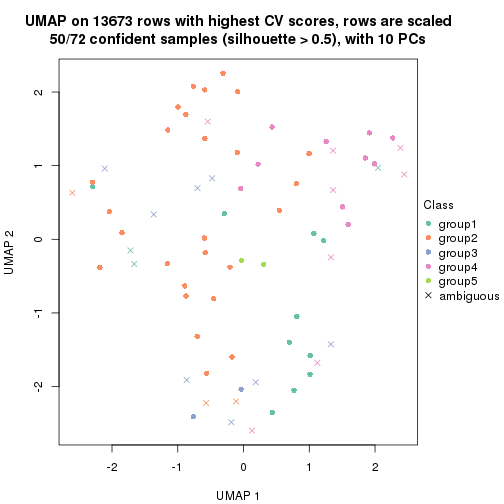 UMAP on 13673 rows with highest CV scores, rows are scaled
50/72 confident samples (silhouette > 0.5), with 10 PCs
2
1
0
-1
-2
UMAP 2
-2
-1
0
1
2
UMAP 1
Class
group1
group2
group3
group4
group5
ambiguous